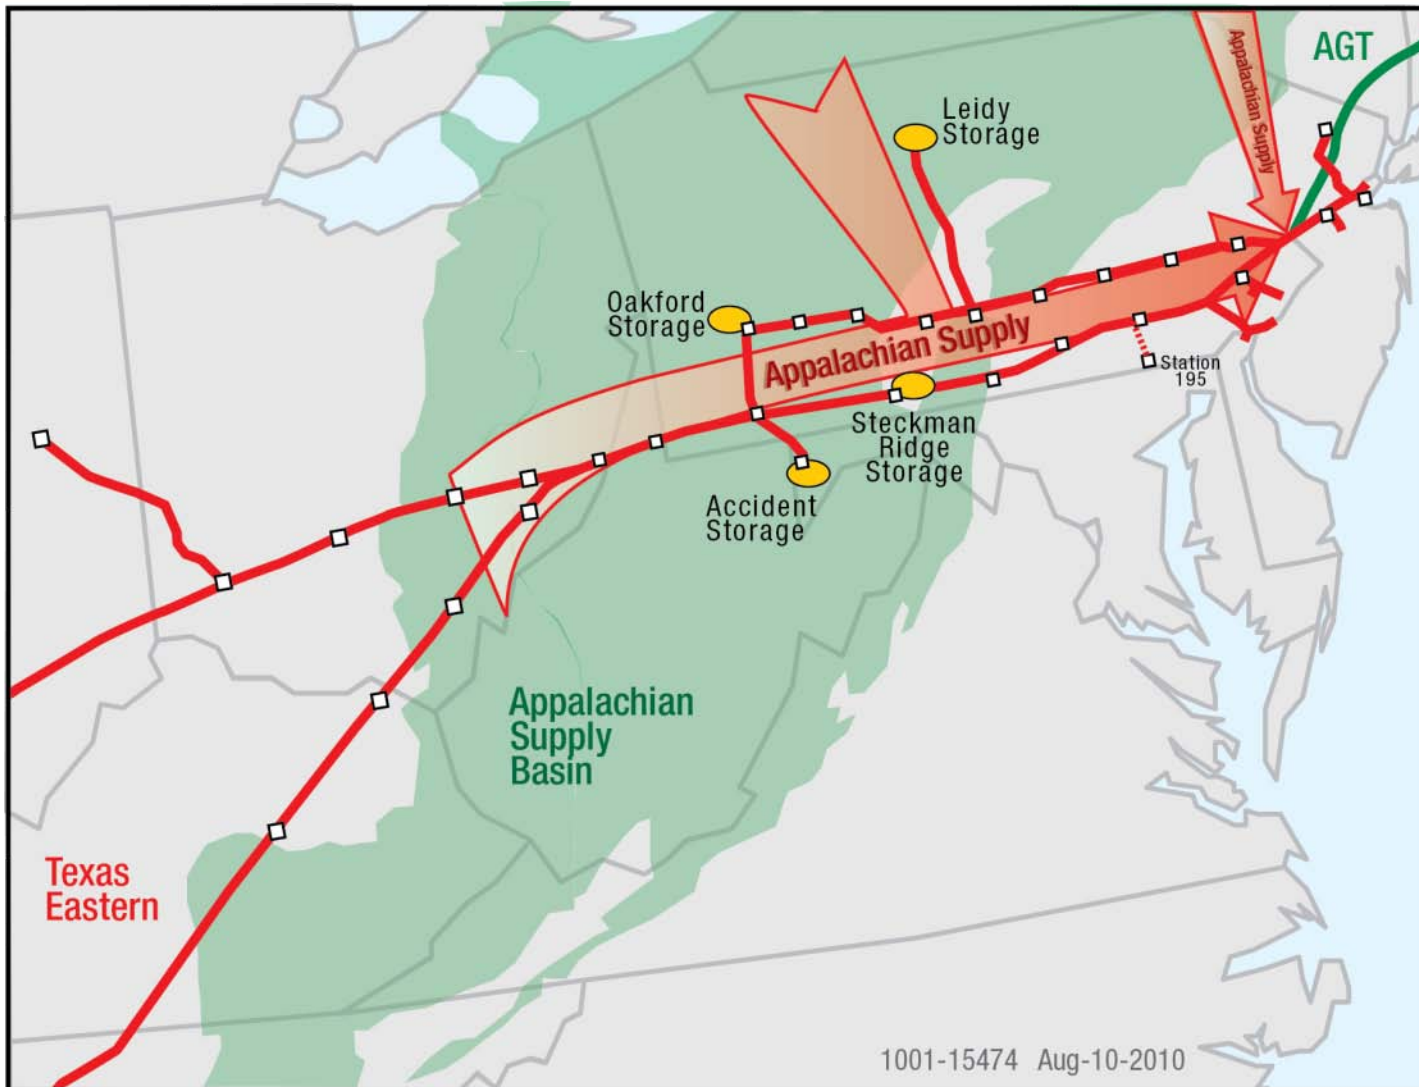 AGT
Appalachian Supply
Leidy
Storage
Oakford
Storage
Appalachian Supply
Station
195
Steckman
Ridge
Storage
Accident
Storage
Appalachian
Supply
Basin
Texas
Eastern
1001-15474 Aug-10-2010